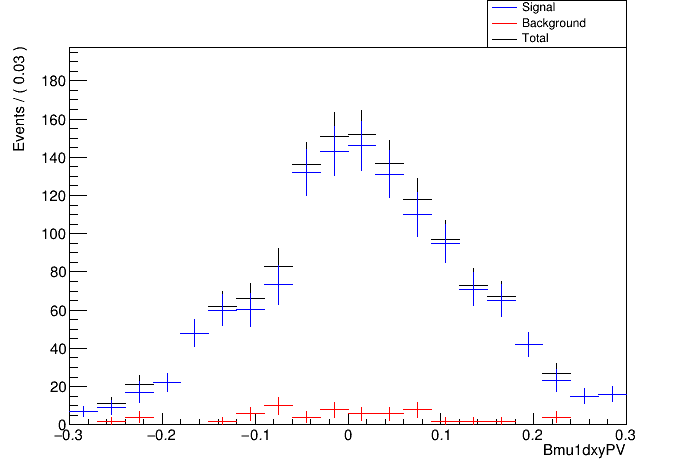 Signal
Background
Total
Events / ( 0.03 )
180
160
140
120
100
80
60
40
20
0
−0.3 −0.2 −0.1 0 0.1 0.2 0.3
Bmu1dxyPV